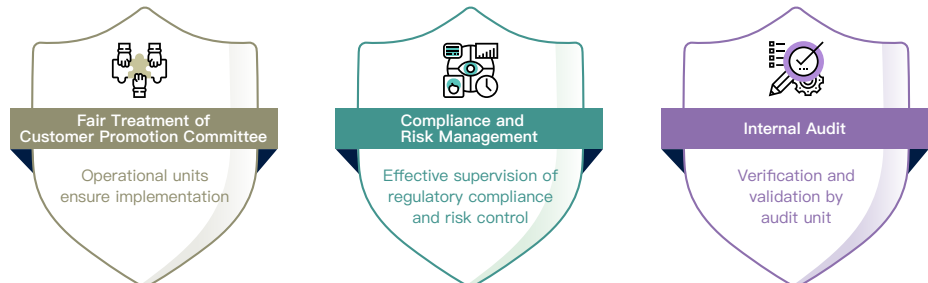 Fair Treatment of
Customer Promotion Committee
Operational units
ensure implementation
Compliance and
Risk Management
Effective supervision of
regulatory compliance
and risk control
Internal Audit
Verification and
validation by
audit unit